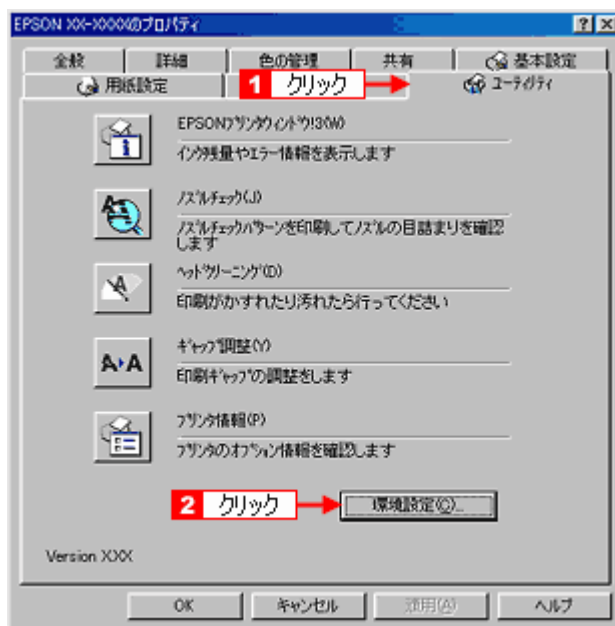 EPSON XX-XXXXのプロパティ
全般 詳細 色の管理 共有 基本設定
用紙設定 1 クリック ユーティリティ
EPSONプリンタウィンドウ!3(W)
インク残量やエラー情報を表示します
ノズルチェック(J)
ノズルチェックパターンを印刷してノズルの目詰まりを確認
します
ヘッドクリーニング(D)
印刷がかすれたり汚れたら行ってください
ギャップ調整(Y)
印刷ギャップの調整をします
プリンタ情報(P)
プリンタのオプション情報を確認します
2 クリック 環境設定(C)...
Version XXX
OK キャンセル 適用(A) ヘルプ